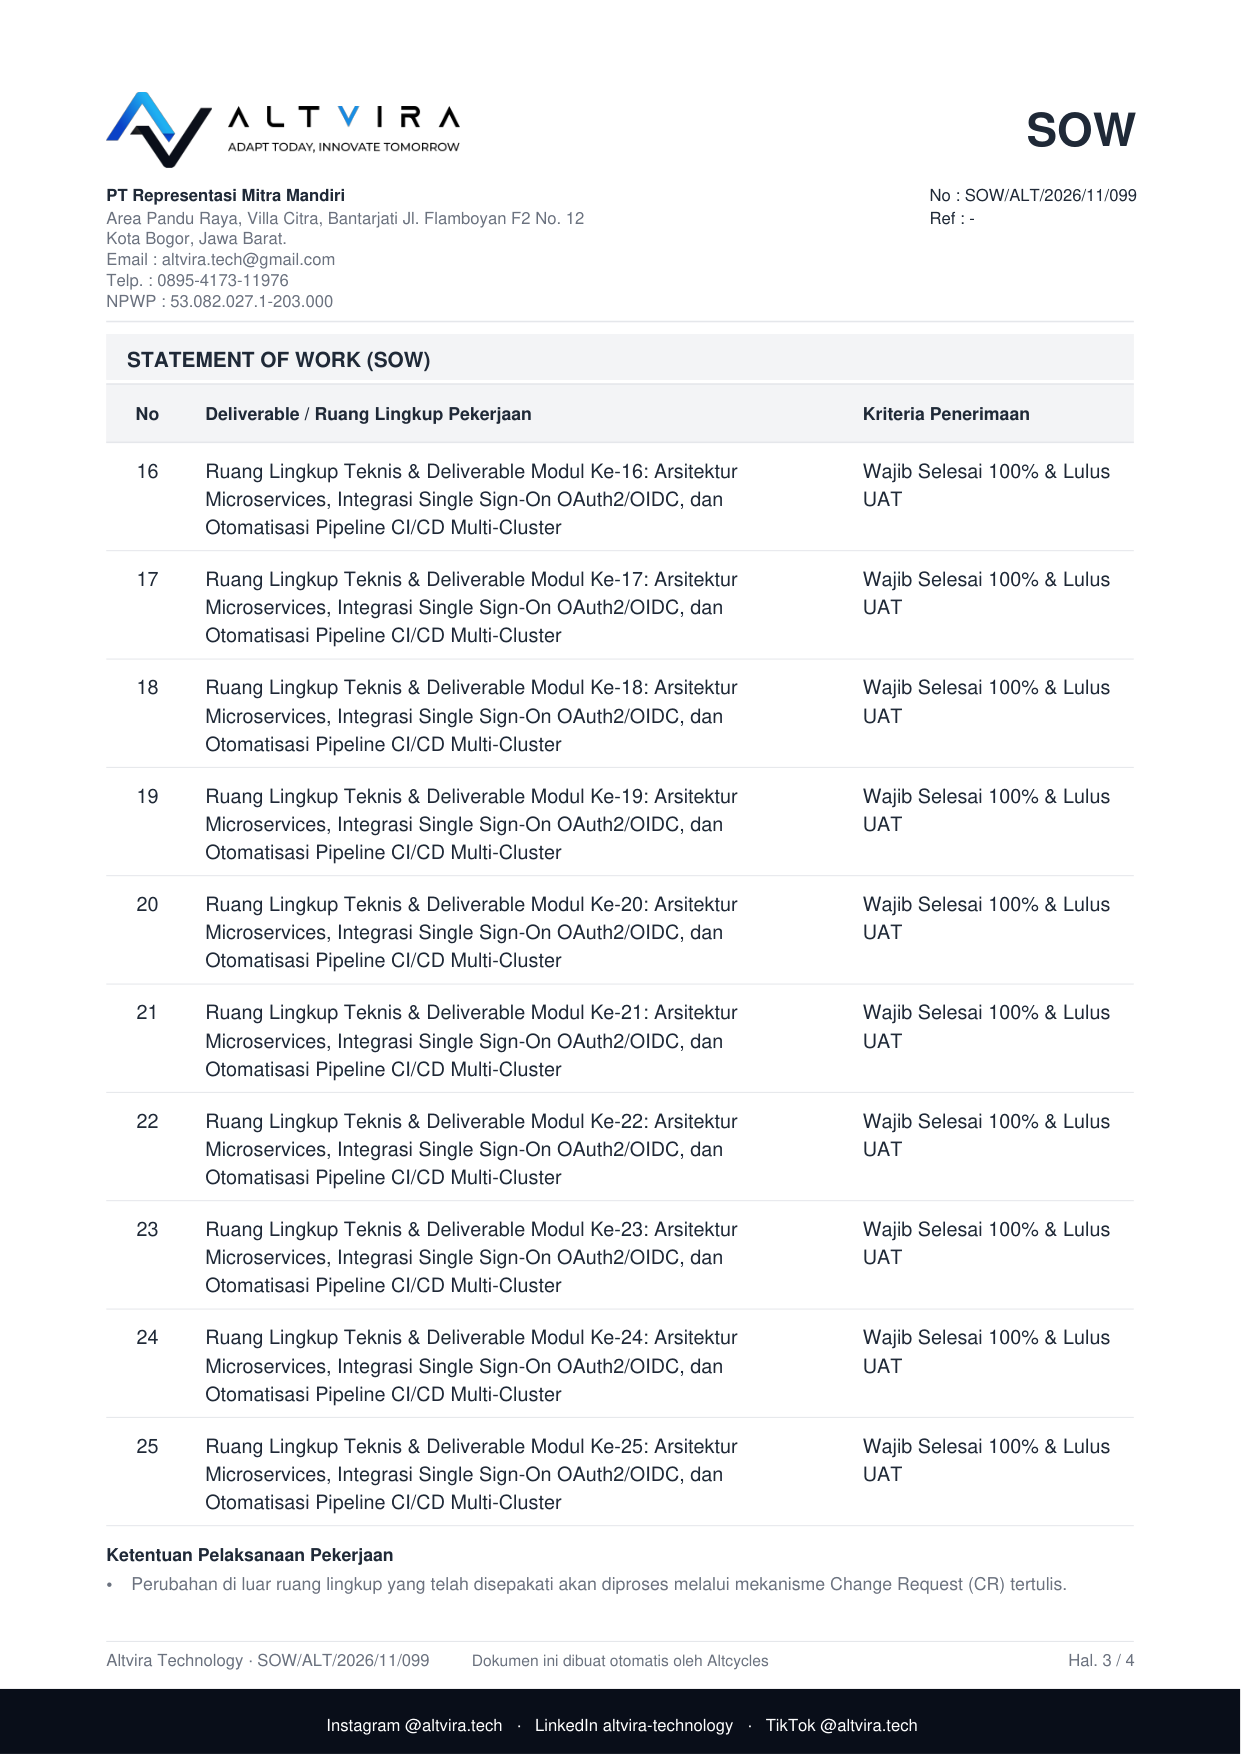 ALTVIRA
ADAPT TODAY, INNOVATE TOMORROW
SOW
PT Representasi Mitra Mandiri
Area Pandu Raya, Villa Citra, Bantarjati Jl. Flamboyan F2 No. 12
Kota Bogor, Jawa Barat.
Email : altvira.tech@gmail.com
Telp. : 0895-4173-11976
NPWP : 53.082.027.1-203.000
No : SOW/ALT/2026/11/099
Ref : -
STATEMENT OF WORK (SOW)
No Deliverable / Ruang Lingkup Pekerjaan Kriteria Penerimaan
16 Ruang Lingkup Teknis & Deliverable Modul Ke-16: Arsitektur Wajib Selesai 100% & Lulus
Microservices, Integrasi Single Sign-On OAuth2/OIDC, dan UAT
Otomatisasi Pipeline CI/CD Multi-Cluster
17 Ruang Lingkup Teknis & Deliverable Modul Ke-17: Arsitektur Wajib Selesai 100% & Lulus
Microservices, Integrasi Single Sign-On OAuth2/OIDC, dan UAT
Otomatisasi Pipeline CI/CD Multi-Cluster
18 Ruang Lingkup Teknis & Deliverable Modul Ke-18: Arsitektur Wajib Selesai 100% & Lulus
Microservices, Integrasi Single Sign-On OAuth2/OIDC, dan UAT
Otomatisasi Pipeline CI/CD Multi-Cluster
19 Ruang Lingkup Teknis & Deliverable Modul Ke-19: Arsitektur Wajib Selesai 100% & Lulus
Microservices, Integrasi Single Sign-On OAuth2/OIDC, dan UAT
Otomatisasi Pipeline CI/CD Multi-Cluster
20 Ruang Lingkup Teknis & Deliverable Modul Ke-20: Arsitektur Wajib Selesai 100% & Lulus
Microservices, Integrasi Single Sign-On OAuth2/OIDC, dan UAT
Otomatisasi Pipeline CI/CD Multi-Cluster
21 Ruang Lingkup Teknis & Deliverable Modul Ke-21: Arsitektur Wajib Selesai 100% & Lulus
Microservices, Integrasi Single Sign-On OAuth2/OIDC, dan UAT
Otomatisasi Pipeline CI/CD Multi-Cluster
22 Ruang Lingkup Teknis & Deliverable Modul Ke-22: Arsitektur Wajib Selesai 100% & Lulus
Microservices, Integrasi Single Sign-On OAuth2/OIDC, dan UAT
Otomatisasi Pipeline CI/CD Multi-Cluster
23 Ruang Lingkup Teknis & Deliverable Modul Ke-23: Arsitektur Wajib Selesai 100% & Lulus
Microservices, Integrasi Single Sign-On OAuth2/OIDC, dan UAT
Otomatisasi Pipeline CI/CD Multi-Cluster
24 Ruang Lingkup Teknis & Deliverable Modul Ke-24: Arsitektur Wajib Selesai 100% & Lulus
Microservices, Integrasi Single Sign-On OAuth2/OIDC, dan UAT
Otomatisasi Pipeline CI/CD Multi-Cluster
25 Ruang Lingkup Teknis & Deliverable Modul Ke-25: Arsitektur Wajib Selesai 100% & Lulus
Microservices, Integrasi Single Sign-On OAuth2/OIDC, dan UAT
Otomatisasi Pipeline CI/CD Multi-Cluster
Ketentuan Pelaksanaan Pekerjaan
• Perubahan di luar ruang lingkup yang telah disepakati akan diproses melalui mekanisme Change Request (CR) tertulis.
Altvira Technology · SOW/ALT/2026/11/099 Dokumen ini dibuat otomatis oleh Altcycles Hal. 3 / 4
Instagram @altvira.tech · LinkedIn altvira-technology · TikTok @altvira.tech